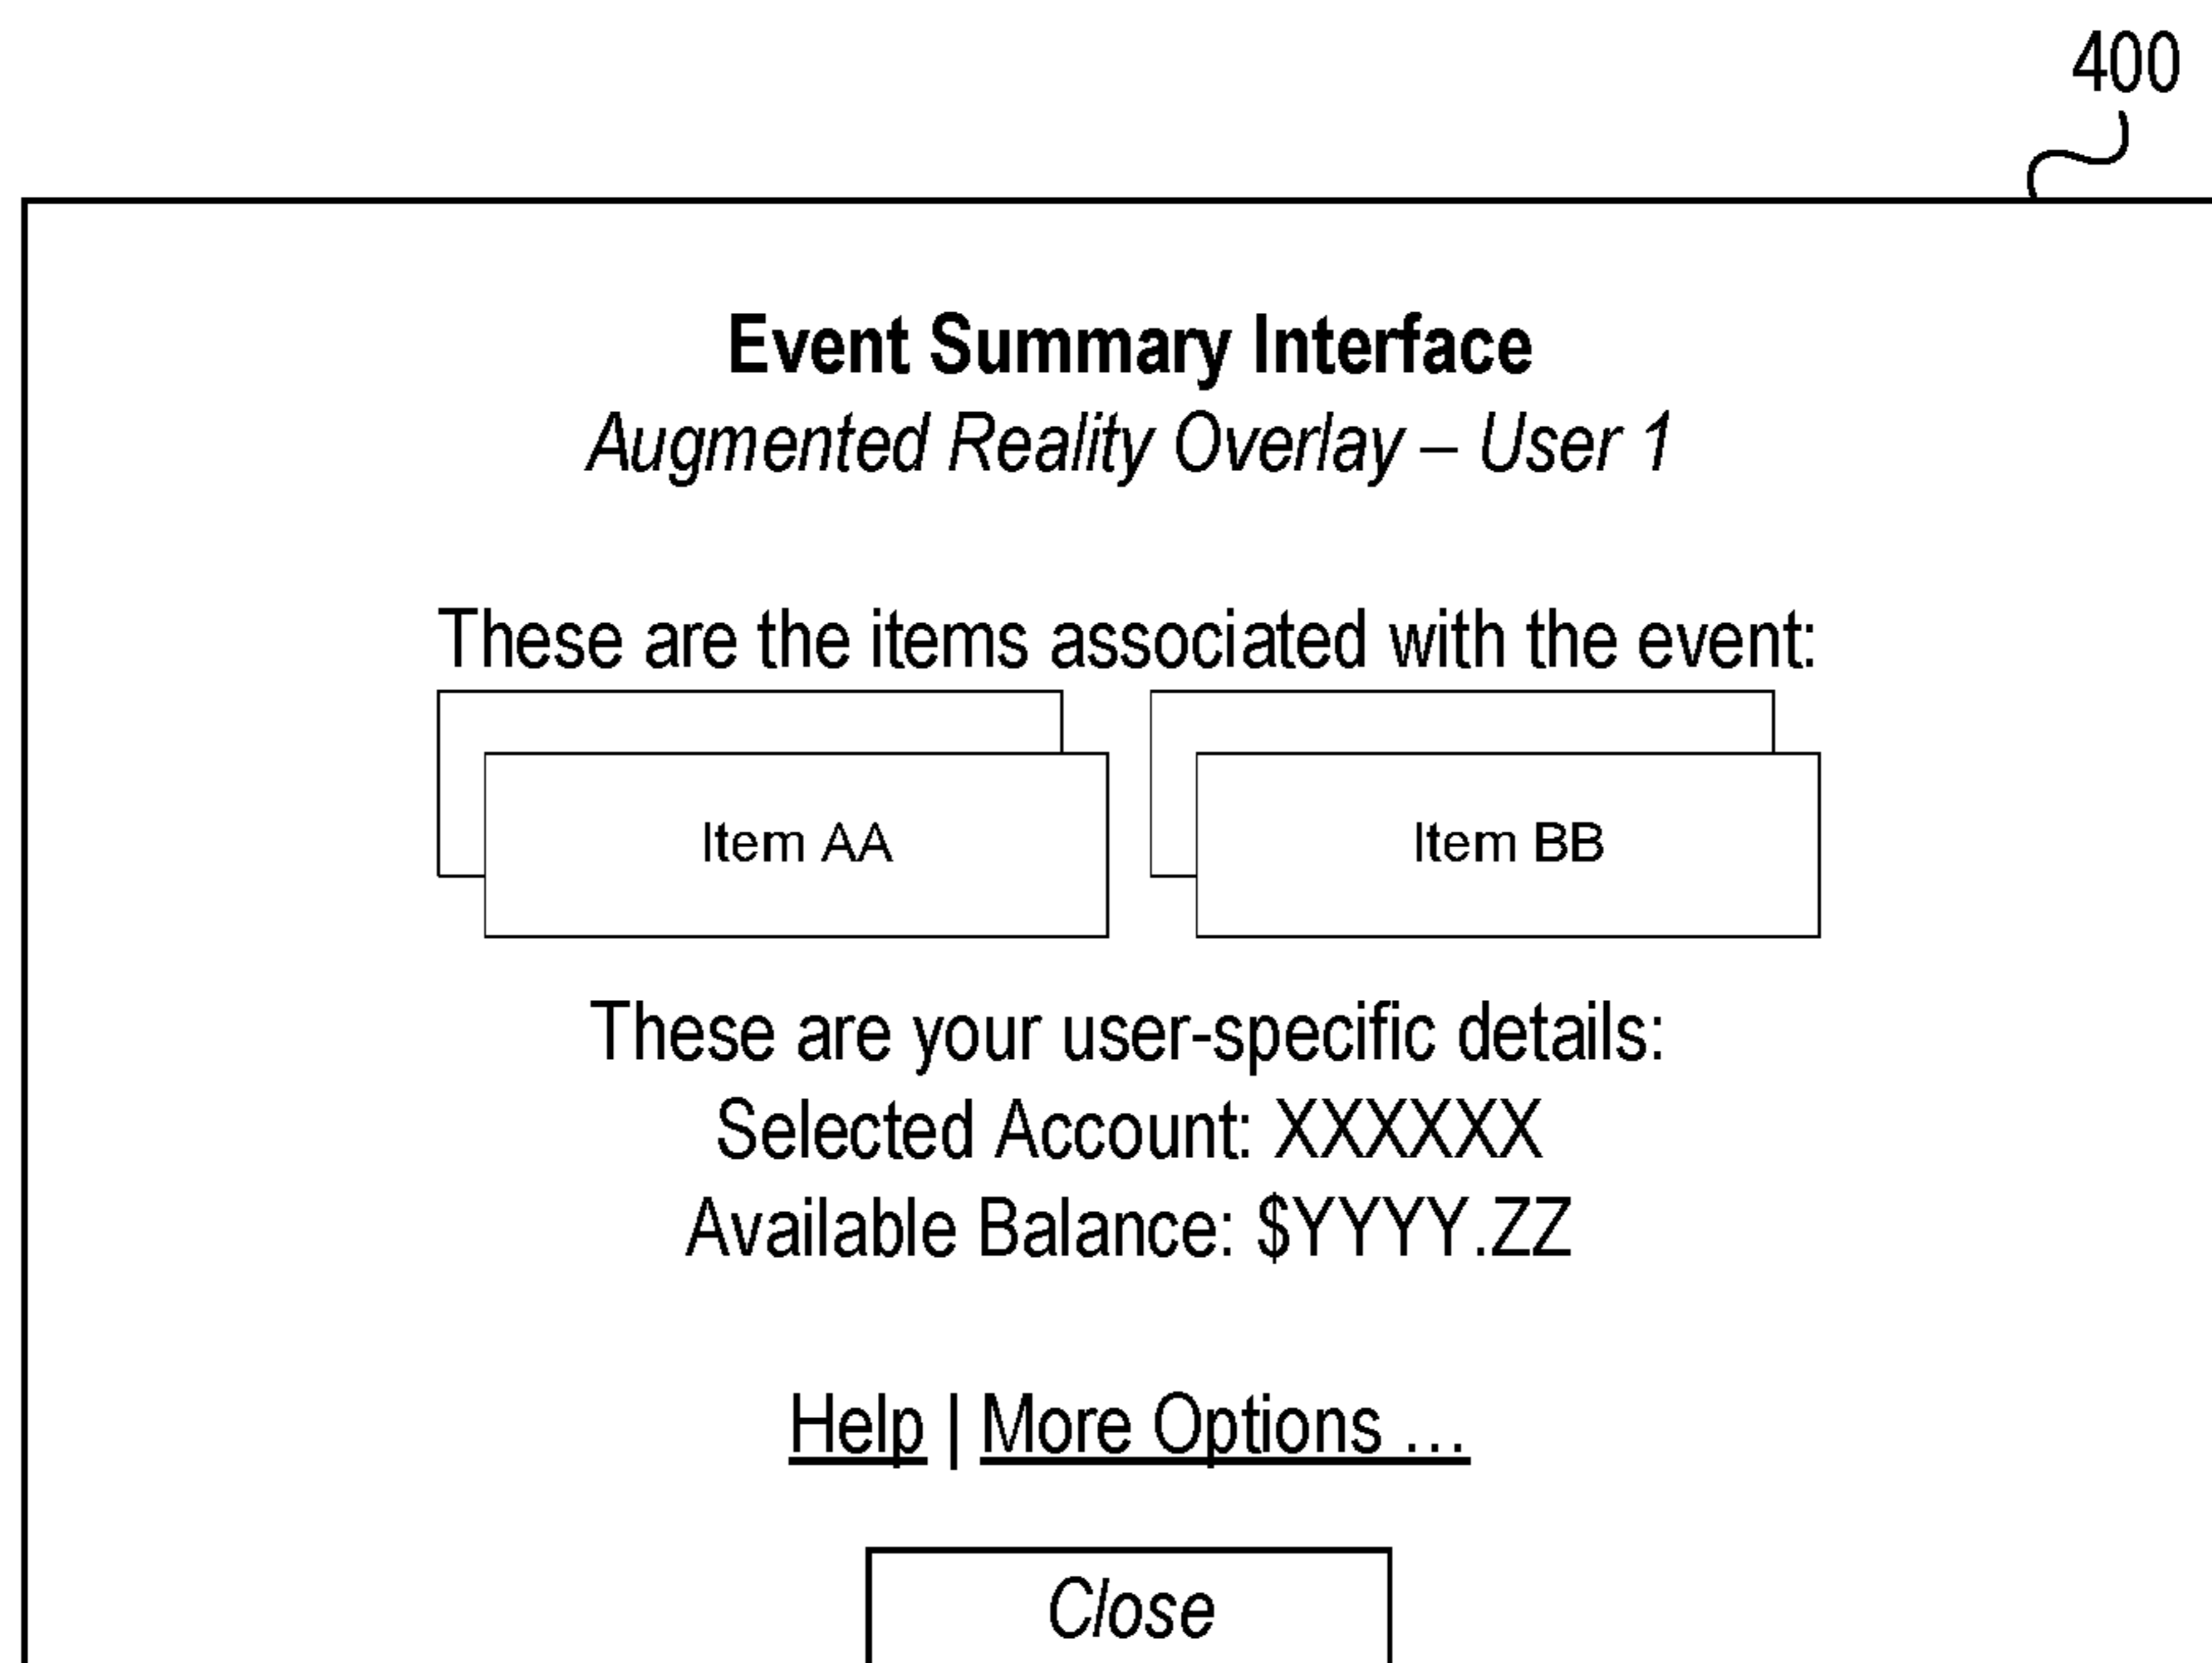 400
Event Summary Interface
Augmented Reality Overlay – User 1
These are the items associated with the event:
Item AA
Item BB
These are your user-specific details:
Selected Account: XXXXXX
Available Balance: $YYYY.ZZ
Help | More Options ...
Close